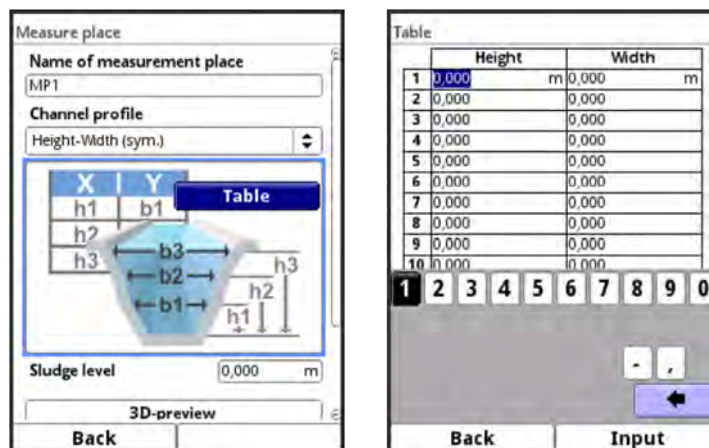 Measure place
Name of measurement place
MP1
Channel profile
Height-Width (sym.)
X Y
Table
h1 b1
h2
h3
b3
b2
b1
h3
h2
h1
Sludge level 0,000 m
3D-preview
Back
Table
Height Width
1 0,000 m 0,000 m
2 0,000 0,000
3 0,000 0,000
4 0,000 0,000
5 0,000 0,000
6 0,000 0,000
7 0,000 0,000
8 0,000 0,000
9 0,000 0,000
10 0,000 0,000
1 2 3 4 5 6 7 8 9 0
- ,
Back Input